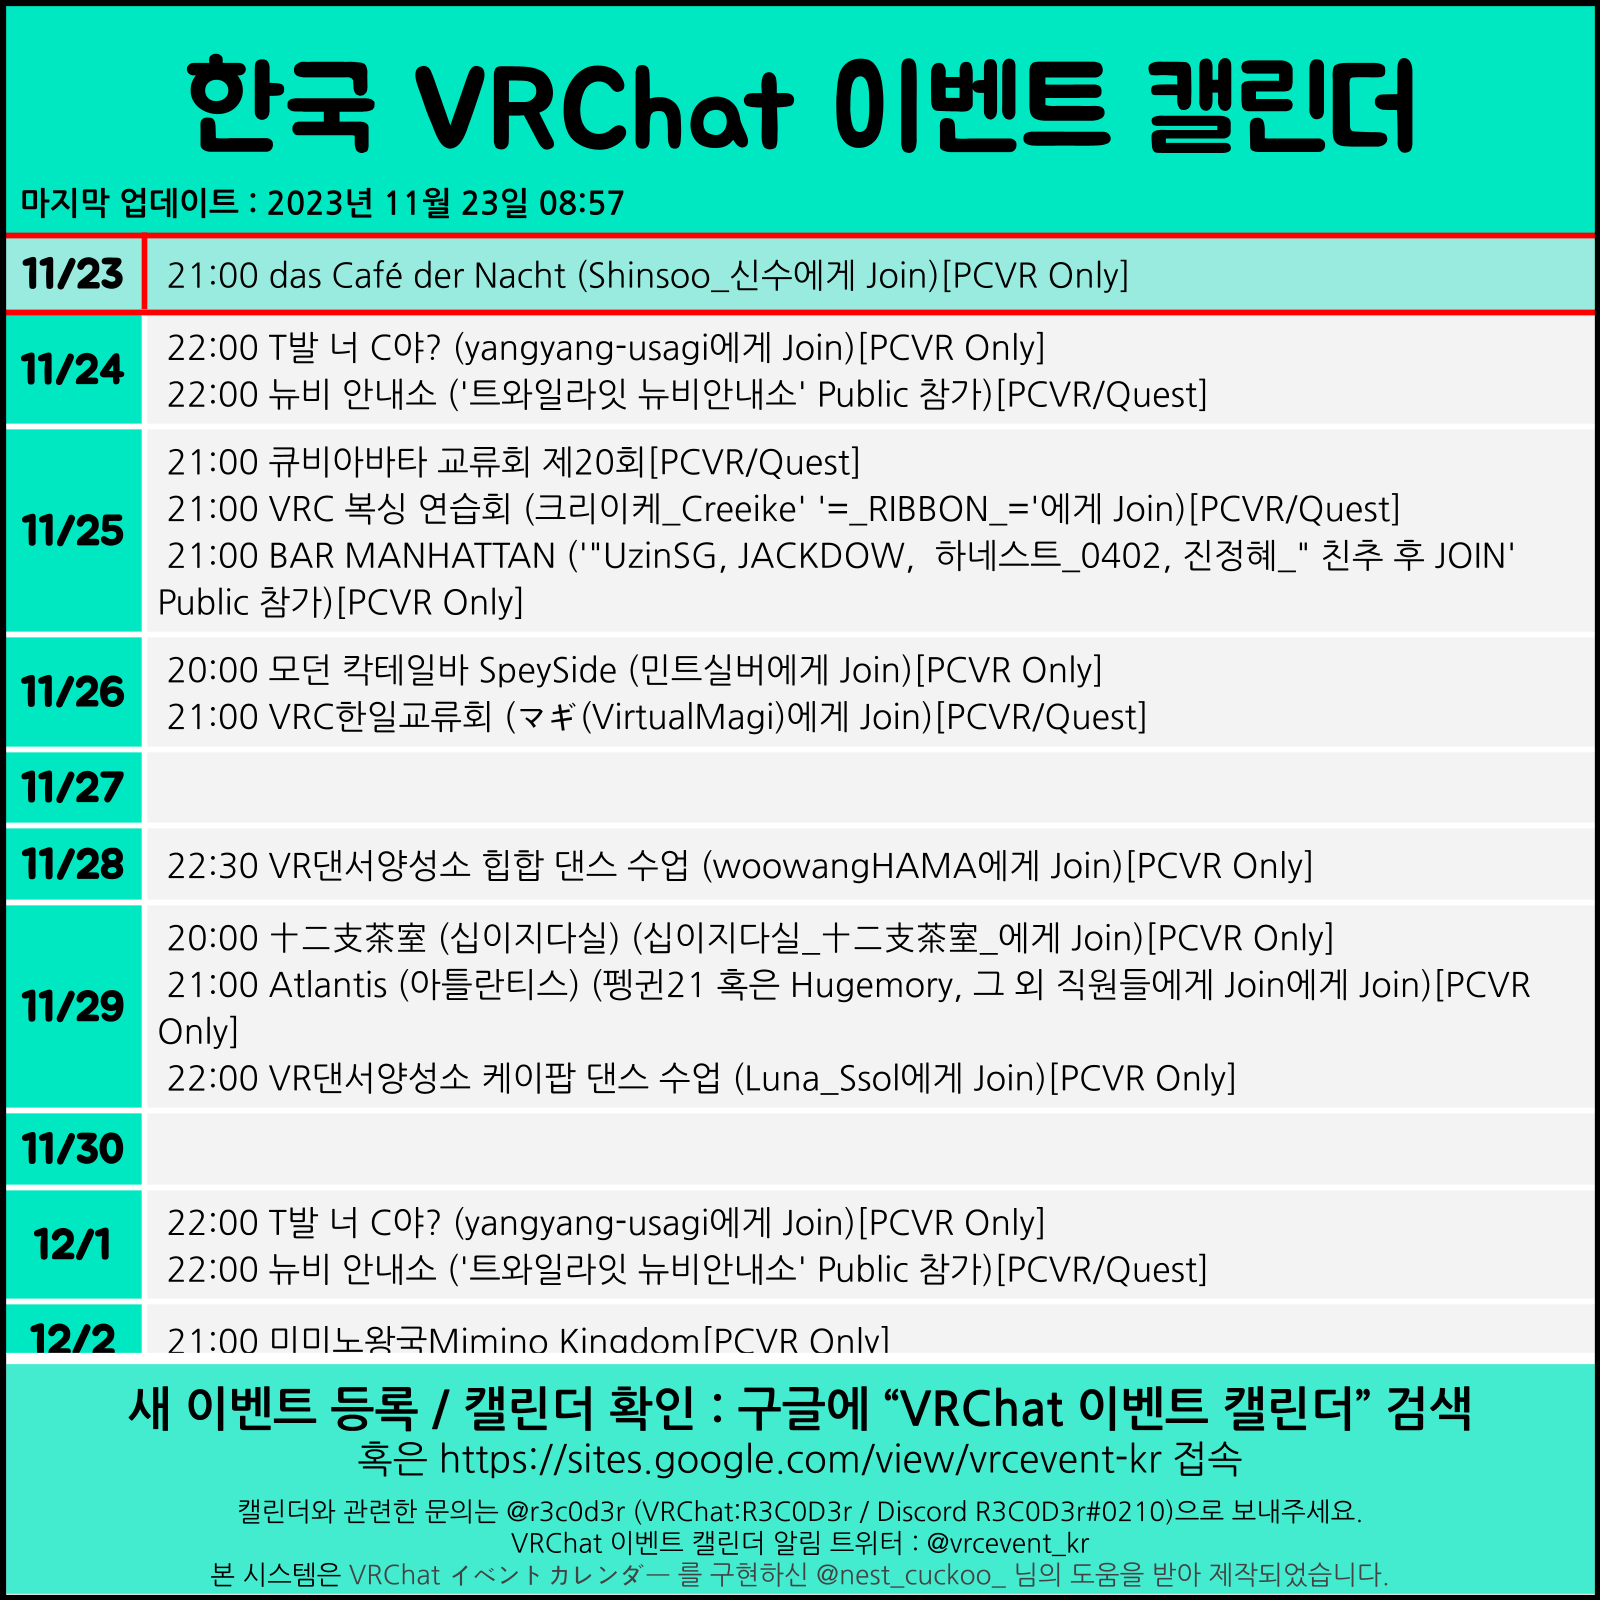 한국 VRChat 이벤트 캘린더
마지막 업데이트 : 2023년 11월 23일 08:57
11/23
21:00 das Café der Nacht (Shinsoo_신수에게 Join)[PCVR Only]
11/24
22:00 T발 너 C야? (yangyang-usagi에게 Join)[PCVR Only]
22:00 뉴비 안내소 ('트와일라잇 뉴비안내소' Public 참가)[PCVR/Quest]
11/25
21:00 큐비아바타 교류회 제20회[PCVR/Quest]
21:00 VRC 복싱 연습회 (크리이케_Creeike' '=_RIBBON_='에게 Join)[PCVR/Quest]
21:00 BAR MANHATTAN ('"UzinSG, JACKDOW,  하네스트_0402, 진정혜_" 친추 후 JOIN'
Public 참가)[PCVR Only]
11/26
20:00 모던 칵테일바 SpeySide (민트실버에게 Join)[PCVR Only]
21:00 VRC한일교류회 (マギ(VirtualMagi)에게 Join)[PCVR/Quest]
11/27
11/28
22:30 VR댄서양성소 힙합 댄스 수업 (woowangHAMA에게 Join)[PCVR Only]
11/29
20:00 十二支茶室 (십이지다실) (십이지다실_十二支茶室_에게 Join)[PCVR Only]
21:00 Atlantis (아틀란티스) (펭귄21 혹은 Hugemory, 그 외 직원들에게 Join에게 Join)[PCVR
Only]
22:00 VR댄서양성소 케이팝 댄스 수업 (Luna_Ssol에게 Join)[PCVR Only]
11/30
12/1
22:00 T발 너 C야? (yangyang-usagi에게 Join)[PCVR Only]
22:00 뉴비 안내소 ('트와일라잇 뉴비안내소' Public 참가)[PCVR/Quest]
12/2
21:00 미미노왕국Mimino Kingdom[PCVR Only]
새 이벤트 등록 / 캘린더 확인 : 구글에 “VRChat 이벤트 캘린더” 검색
혹은 https://sites.google.com/view/vrcevent-kr 접속
캘린더와 관련한 문의는 @r3c0d3r (VRChat:R3C0D3r / Discord R3C0D3r#0210)으로 보내주세요.
VRChat 이벤트 캘린더 알림 트위터 : @vrcevent_kr
본 시스템은 VRChat イベントカレンダー 를 구현하신 @nest_cuckoo_ 님의 도움을 받아 제작되었습니다.